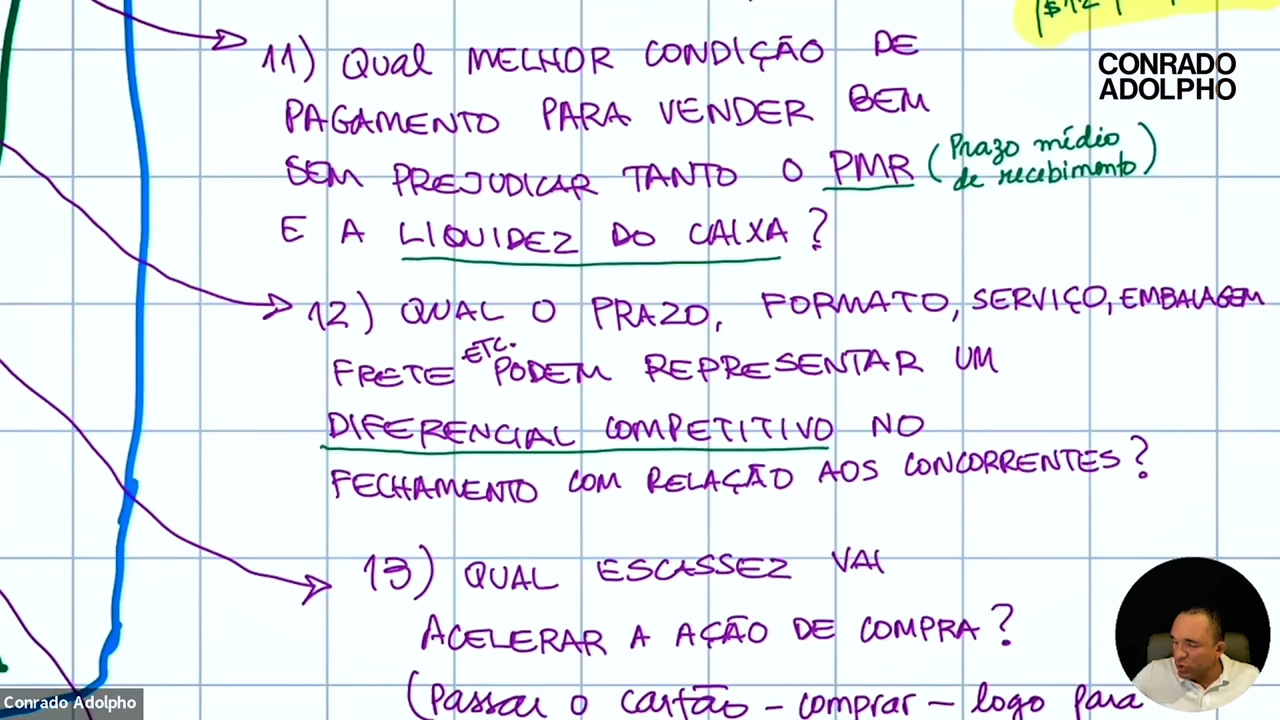 11) Qual MELHOR CONDIÇÃO DE
PAGAMENTO PARA VENDER BEM
SEM PREJUDICAR TANTO O PMR (Prazo médio
de recebimento)
E A LIQUIDEZ DO CAIXA?
12) QUAL O PRAZO, FORMATO, SERVIÇO, EMBALAGEM
FRETE ETC. PODEM REPRESENTAR UM
DIFERENCIAL COMPETITIVO NO
FECHAMENTO COM RELAÇÃO AOS CONCORRENTES?
13) QUAL ESCASSEZ VAI
ACELERAR A AÇÃO DE COMPRA?
(Passar o cartão - comprar - logo para
CONRADO
ADOLPHO
Conrado Adolpho